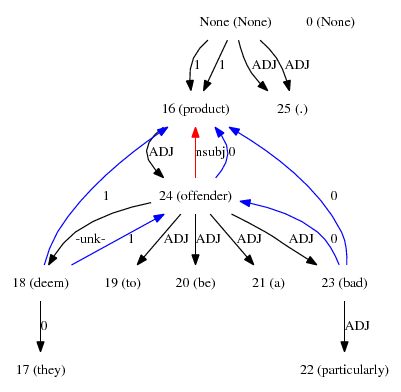 None (None) 0 (None)
1 1 ADJ ADJ
16 (product) 25 (.)
ADJ nsubj 0
1 24 (offender) 0
-unk- 1 ADJ ADJ ADJ ADJ 0
18 (deem) 19 (to) 20 (be) 21 (a) 23 (bad)
0 ADJ
17 (they) 22 (particularly)